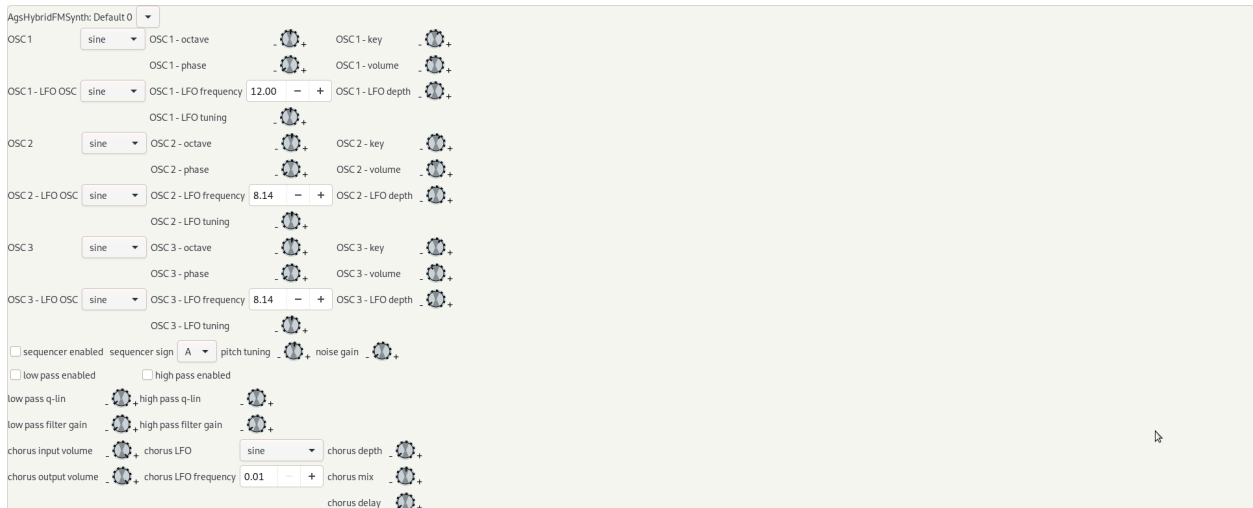 AgsHybridFMSynth: Default 0
OSC 1 sine OSC 1 - octave - + OSC 1 - key - +
OSC 1 - phase - + OSC 1 - volume - +
OSC 1 - LFO OSC sine OSC 1 - LFO frequency 12.00 − + OSC 1 - LFO depth - +
OSC 1 - LFO tuning - +
OSC 2 sine OSC 2 - octave - + OSC 2 - key - +
OSC 2 - phase - + OSC 2 - volume - +
OSC 2 - LFO OSC sine OSC 2 - LFO frequency 8.14 − + OSC 2 - LFO depth - +
OSC 2 - LFO tuning - +
OSC 3 sine OSC 3 - octave - + OSC 3 - key - +
OSC 3 - phase - + OSC 3 - volume - +
OSC 3 - LFO OSC sine OSC 3 - LFO frequency 8.14 − + OSC 3 - LFO depth - +
OSC 3 - LFO tuning - +
sequencer enabled sequencer sign A pitch tuning - + noise gain - +
low pass enabled high pass enabled
low pass q-lin - + high pass q-lin - +
low pass filter gain - + high pass filter gain - +
chorus input volume - + chorus LFO sine chorus depth - +
chorus output volume - + chorus LFO frequency 0.01 − + chorus mix - +
chorus delay - +